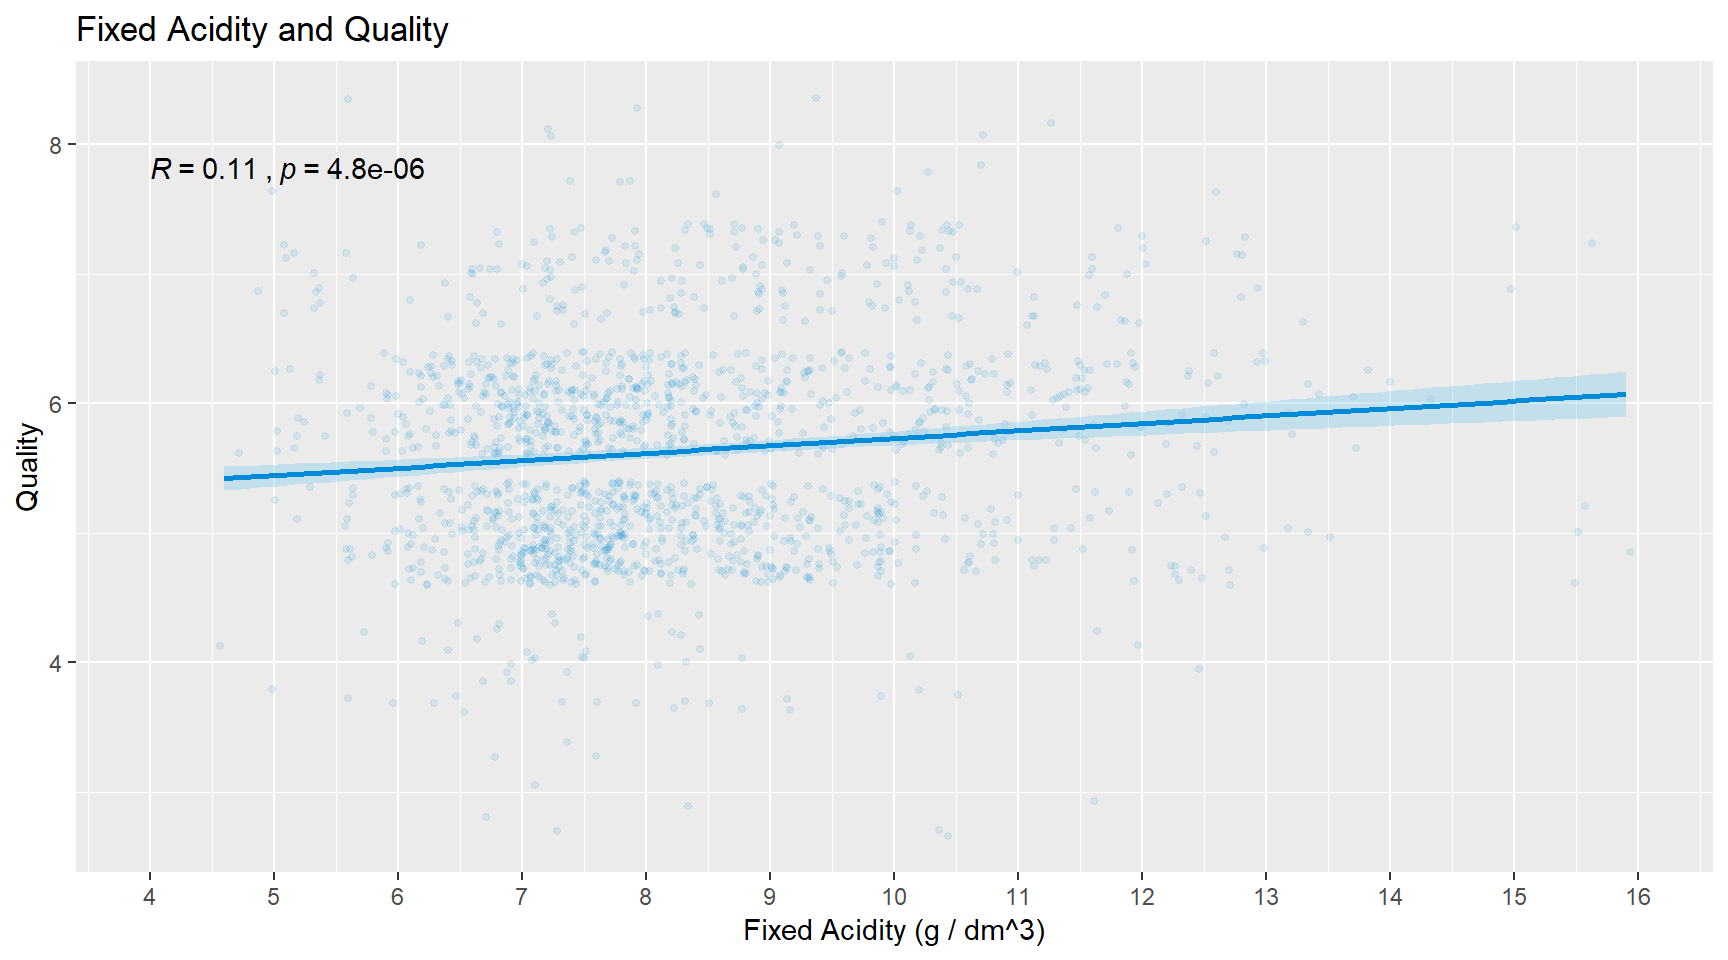 Fixed Acidity and Quality
R = 0.11 , p = 4.8e-06
8
6
4
Quality
4 5 6 7 8 9 10 11 12 13 14 15 16
Fixed Acidity (g / dm^3)